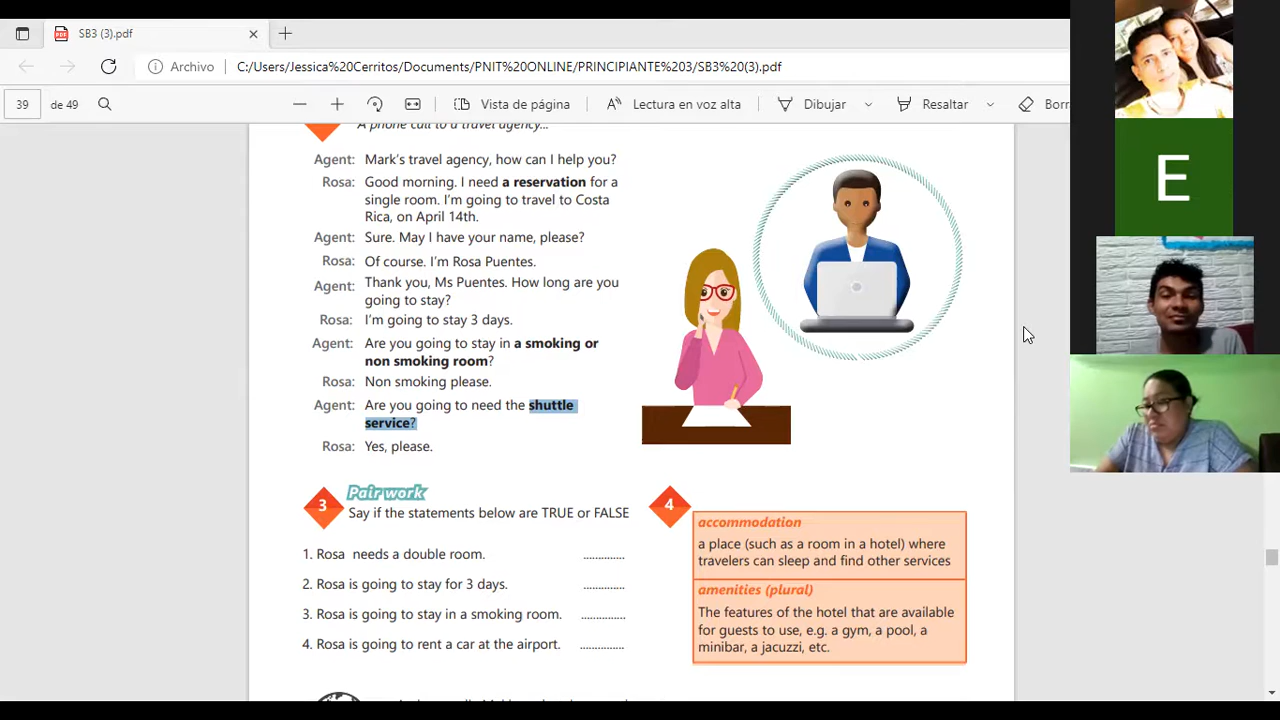 SB3 (3).pdf
Archivo
C:/Users/Jessica%20Cerritos/Documents/PNIT%20ONLINE/PRINCIPIANTE%203/SB3%20(3).pdf
39 de 49
Vista de página
Lectura en voz alta
Dibujar
Resaltar
Borr
A phone call to a travel agency...
Agent: Mark's travel agency, how can I help you?
Rosa: Good morning. I need a reservation for a
single room. I'm going to travel to Costa
Rica, on April 14th.
Agent: Sure. May I have your name, please?
Rosa: Of course. I'm Rosa Puentes.
Agent: Thank you, Ms Puentes. How long are you
going to stay?
Rosa: I'm going to stay 3 days.
Agent: Are you going to stay in a smoking or
non smoking room?
Rosa: Non smoking please.
Agent: Are you going to need the shuttle
service?
Rosa: Yes, please.
3 Pair work
Say if the statements below are TRUE or FALSE
1. Rosa needs a double room. ..............
2. Rosa is going to stay for 3 days. ..............
3. Rosa is going to stay in a smoking room. ...............
4. Rosa is going to rent a car at the airport. ...............
4
accommodation
a place (such as a room in a hotel) where
travelers can sleep and find other services
amenities (plural)
The features of the hotel that are available
for guests to use, e.g. a gym, a pool, a
minibar, a jacuzzi, etc.
E